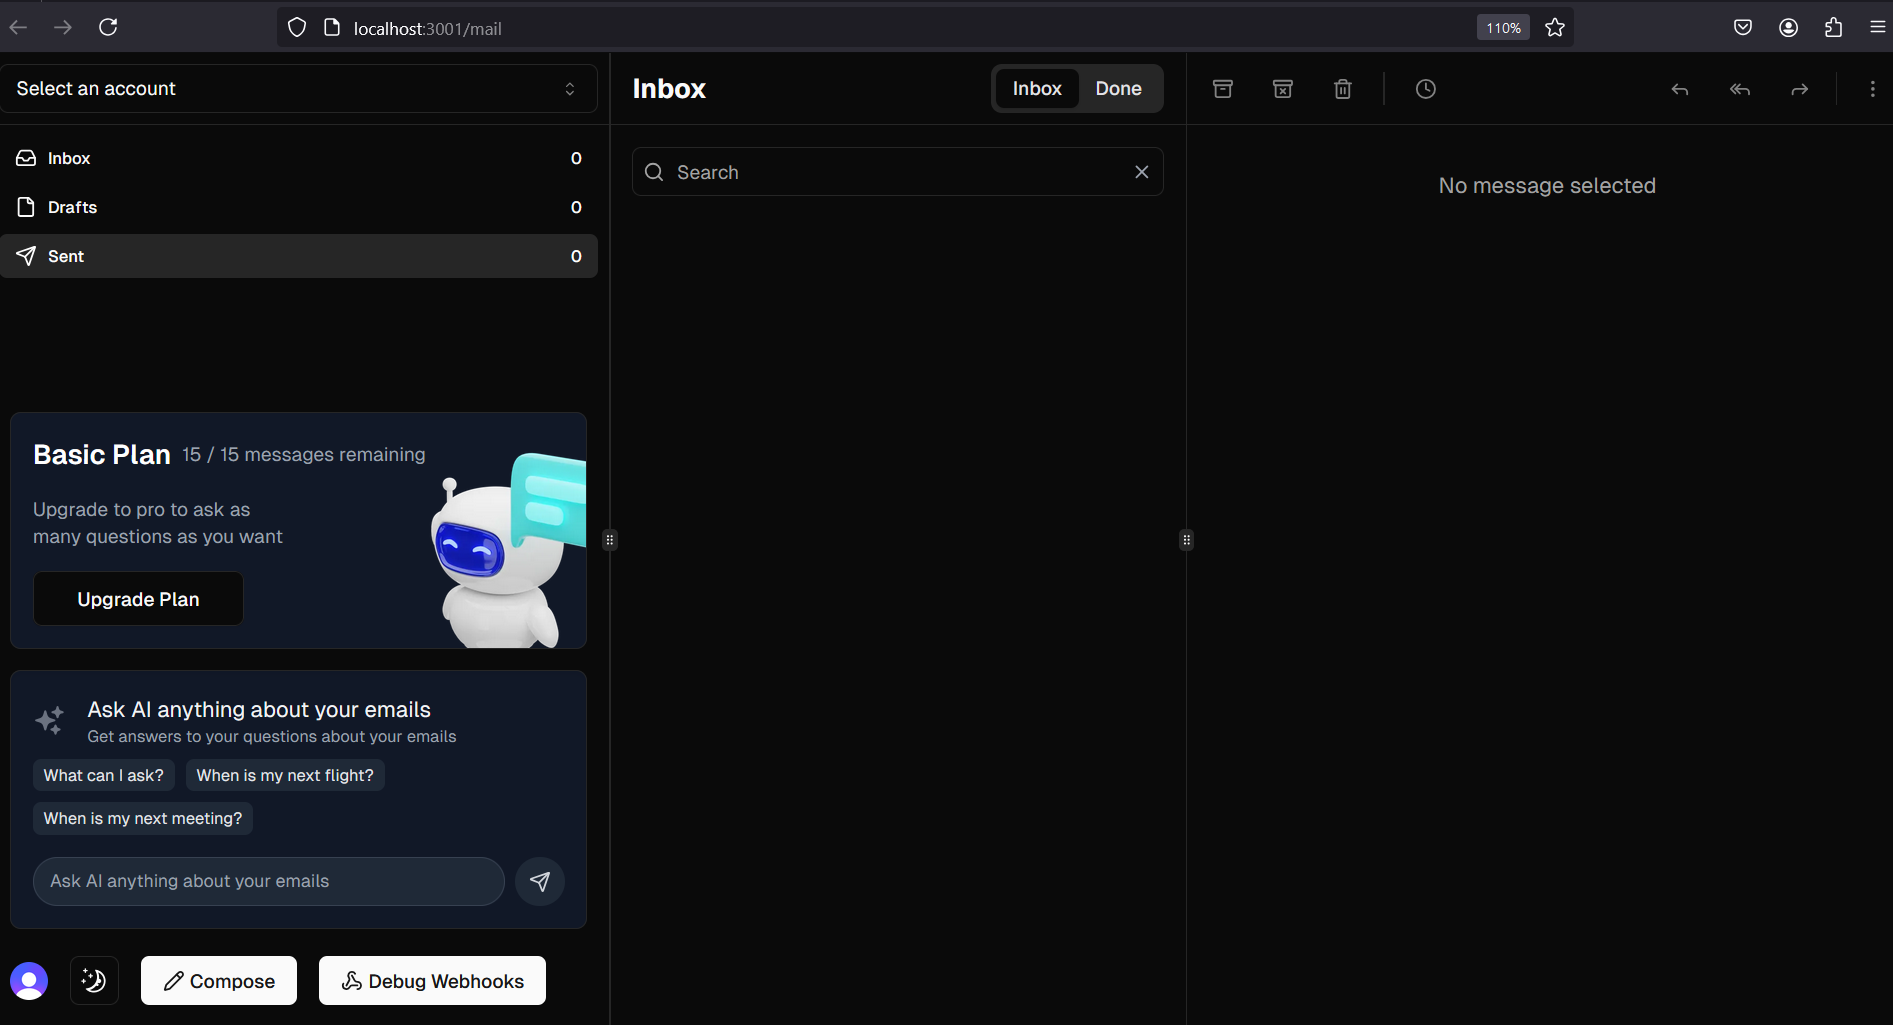 localhost:3001/mail
110%
Select an account
Inbox 0
Drafts 0
Sent 0
Basic Plan 15 / 15 messages remaining
Upgrade to pro to ask as
many questions as you want
Upgrade Plan
Ask AI anything about your emails
Get answers to your questions about your emails
What can I ask? When is my next flight?
When is my next meeting?
Ask AI anything about your emails
Compose Debug Webhooks
Inbox Inbox Done
Search
No message selected